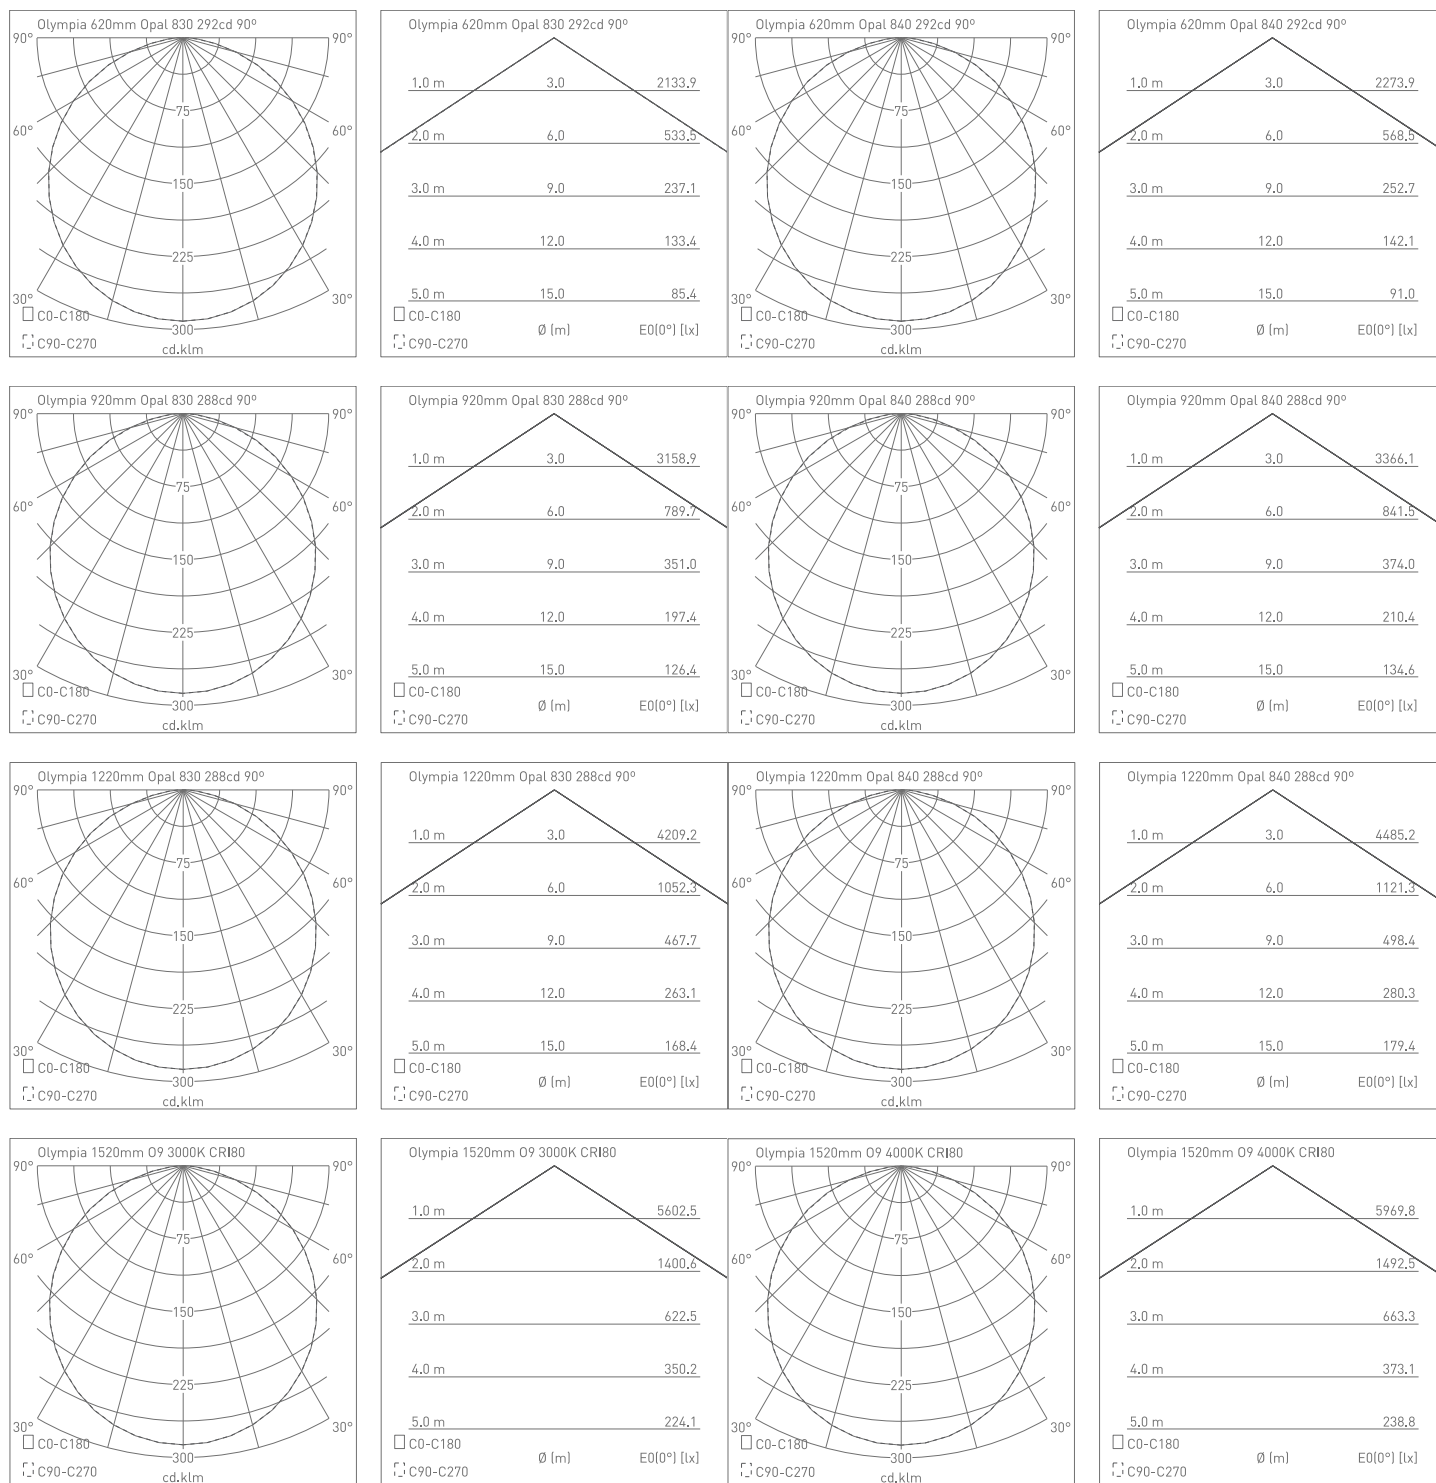 Olympia 620mm Opal 830 292cd 90º
90° 90°
75
60° 60°
150
225
30° 30°
C0-C180
300
C90-C270
cd.klm
Olympia 620mm Opal 830 292cd 90º
1.0 m 3.0 2133.9
2.0 m 6.0 533.5
3.0 m 9.0 237.1
4.0 m 12.0 133.4
5.0 m 15.0 85.4
C0-C180
Ø (m) E0(0°) [lx]
C90-C270
Olympia 620mm Opal 840 292cd 90º
90° 90°
75
60° 60°
150
225
30° 30°
C0-C180
300
C90-C270
cd.klm
Olympia 620mm Opal 840 292cd 90º
1.0 m 3.0 2273.9
2.0 m 6.0 568.5
3.0 m 9.0 252.7
4.0 m 12.0 142.1
5.0 m 15.0 91.0
C0-C180
Ø (m) E0(0°) [lx]
C90-C270
Olympia 920mm Opal 830 288cd 90º
90° 90°
75
60° 60°
150
225
30° 30°
C0-C180
300
C90-C270
cd.klm
Olympia 920mm Opal 830 288cd 90º
1.0 m 3.0 3158.9
2.0 m 6.0 789.7
3.0 m 9.0 351.0
4.0 m 12.0 197.4
5.0 m 15.0 126.4
C0-C180
Ø (m) E0(0°) [lx]
C90-C270
Olympia 920mm Opal 840 288cd 90º
90° 90°
75
60° 60°
150
225
30° 30°
C0-C180
300
C90-C270
cd.klm
Olympia 920mm Opal 840 288cd 90º
1.0 m 3.0 3366.1
2.0 m 6.0 841.5
3.0 m 9.0 374.0
4.0 m 12.0 210.4
5.0 m 15.0 134.6
C0-C180
Ø (m) E0(0°) [lx]
C90-C270
Olympia 1220mm Opal 830 288cd 90º
90° 90°
75
60° 60°
150
225
30° 30°
C0-C180
300
C90-C270
cd.klm
Olympia 1220mm Opal 830 288cd 90º
1.0 m 3.0 4209.2
2.0 m 6.0 1052.3
3.0 m 9.0 467.7
4.0 m 12.0 263.1
5.0 m 15.0 168.4
C0-C180
Ø (m) E0(0°) [lx]
C90-C270
Olympia 1220mm Opal 840 288cd 90º
90° 90°
75
60° 60°
150
225
30° 30°
C0-C180
300
C90-C270
cd.klm
Olympia 1220mm Opal 840 288cd 90º
1.0 m 3.0 4485.2
2.0 m 6.0 1121.3
3.0 m 9.0 498.4
4.0 m 12.0 280.3
5.0 m 15.0 179.4
C0-C180
Ø (m) E0(0°) [lx]
C90-C270
Olympia 1520mm O9 3000K CRI80
90° 90°
75
60° 60°
150
225
30° 30°
C0-C180
300
C90-C270
cd.klm
Olympia 1520mm O9 3000K CRI80
1.0 m 5602.5
2.0 m 1400.6
3.0 m 622.5
4.0 m 350.2
5.0 m 224.1
C0-C180
Ø (m) E0(0°) [lx]
C90-C270
Olympia 1520mm O9 4000K CRI80
90° 90°
75
60° 60°
150
225
30° 30°
C0-C180
300
C90-C270
cd.klm
Olympia 1520mm O9 4000K CRI80
1.0 m 5969.8
2.0 m 1492.5
3.0 m 663.3
4.0 m 373.1
5.0 m 238.8
C0-C180
Ø (m) E0(0°) [lx]
C90-C270